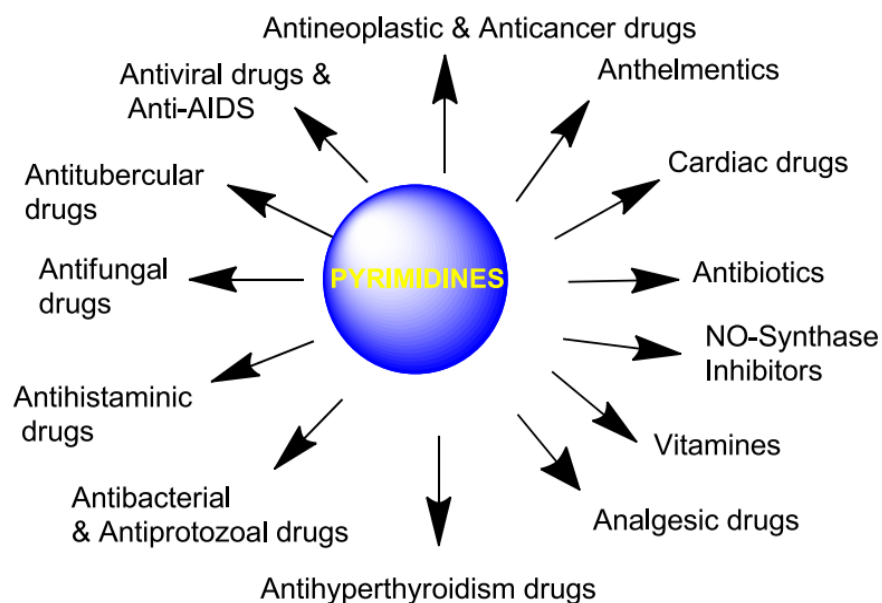 Antineoplastic & Anticancer drugs
Antiviral drugs &
Anti-AIDS
Anthelmentics
Cardiac drugs
Antitubercular
drugs
PYRIMIDINES
Antifungal
drugs
Antibiotics
NO-Synthase
Inhibitors
Antihistaminic
drugs
Vitamines
Antibacterial
& Antiprotozoal drugs
Analgesic drugs
Antihyperthyroidism drugs